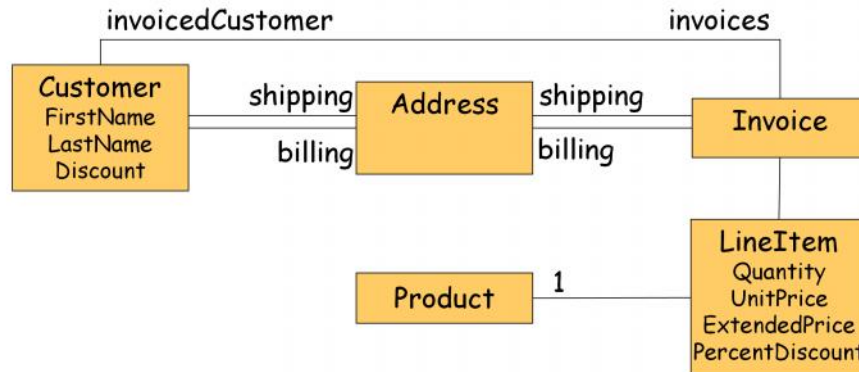 invoicedCustomer
invoices
Customer
FirstName
LastName
Discount
shipping
billing
Address
shipping
billing
Invoice
Product
1
LineItem
Quantity
UnitPrice
ExtendedPrice
PercentDiscount